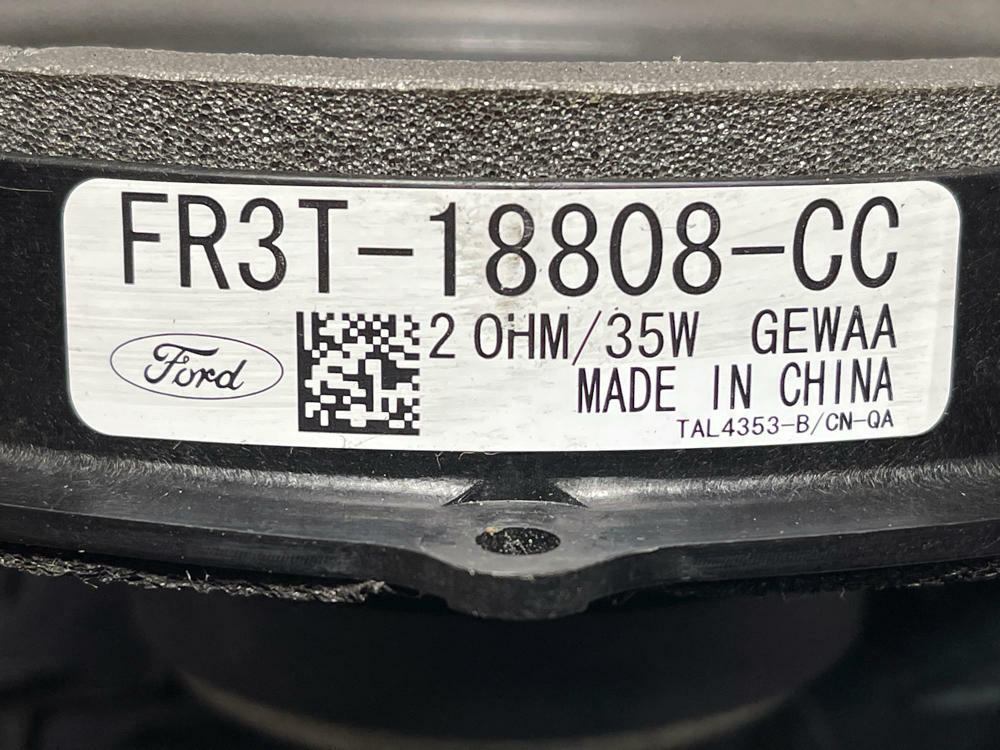 FR3T-18808-CC
Ford
2 OHM/35W GEWAA
MADE IN CHINA
TAL4353-B/CN-QA